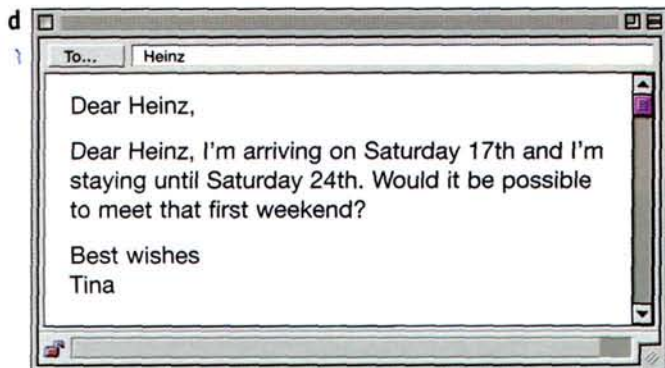 d
To... Heinz
Dear Heinz,
Dear Heinz, I'm arriving on Saturday 17th and I'm
staying until Saturday 24th. Would it be possible
to meet that first weekend?
Best wishes
Tina